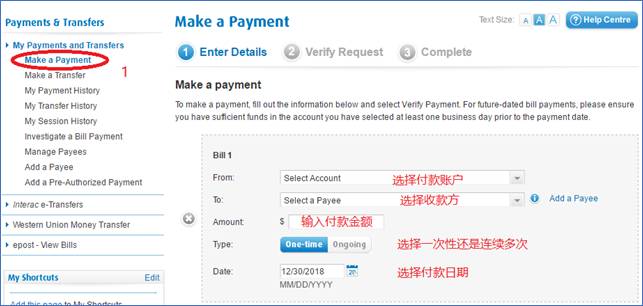 Payments & Transfers
My Payments and Transfers
Make a Payment
1
Make a Transfer
My Payment History
My Transfer History
My Session History
Investigate a Bill Payment
Manage Payees
Add a Payee
Add a Pre-Authorized Payment
Interac e-Transfers
Western Union Money Transfer
epost - View Bills
My Shortcuts Edit
Add this page to My Shortcuts
Make a Payment
Text Size: A A A
Help Centre
1 Enter Details 2 Verify Request 3 Complete
Make a payment
To make a payment, fill out the information below and select Verify Payment. For future-dated bill payments, please ensure
you have sufficient funds in the account you have selected at least one business day prior to the payment date.
Bill 1
From: Select Account 选择付款账户
To: Select a Payee 选择收款方 Add a Payee
Amount: $ 输入付款金额
Type: One-time Ongoing 选择一次性还是连续多次
Date: 12/30/2018 选择付款日期
MM/DD/YYYY